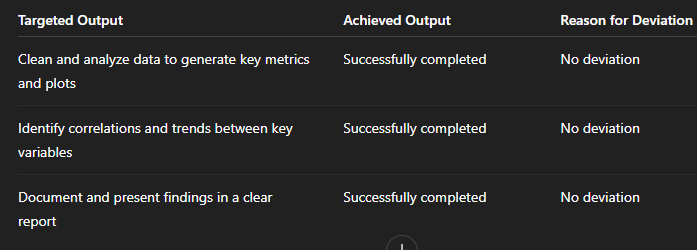 Targeted Output Achieved Output Reason for Deviation
Clean and analyze data to generate key metrics Successfully completed No deviation
and plots
Identify correlations and trends between key Successfully completed No deviation
variables
Document and present findings in a clear Successfully completed No deviation
report